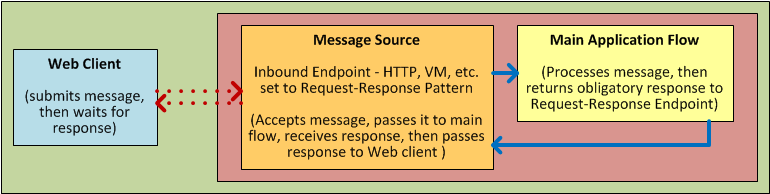 Web Client
(submits message,
then waits for
response)
Message Source
Inbound Endpoint - HTTP, VM, etc.
set to Request-Response Pattern
(Accepts message, passes it to main
flow, receives response, then passes
response to Web client )
Main Application Flow
(Processes message, then
returns obligatory response to
Request-Response Endpoint)